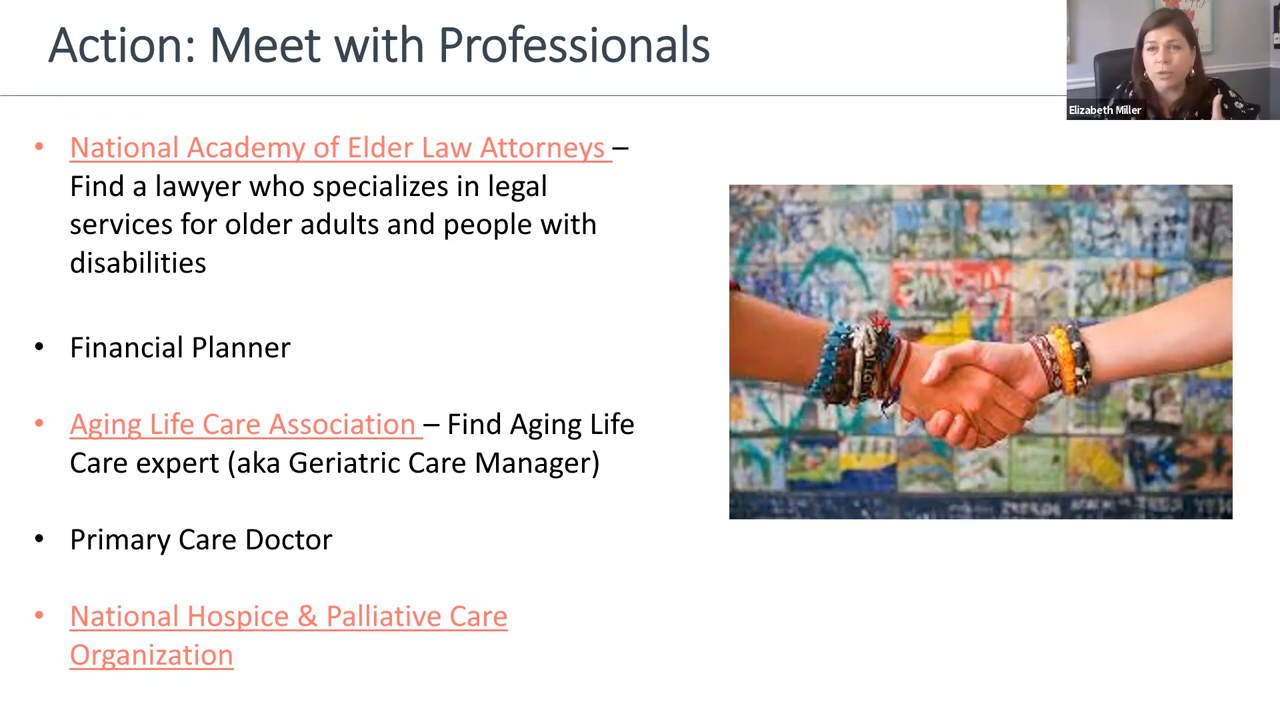 Action: Meet with Professionals
Elizabeth Miller
• National Academy of Elder Law Attorneys –
Find a lawyer who specializes in legal
services for older adults and people with
disabilities
• Financial Planner
• Aging Life Care Association – Find Aging Life
Care expert (aka Geriatric Care Manager)
• Primary Care Doctor
• National Hospice & Palliative Care
Organization